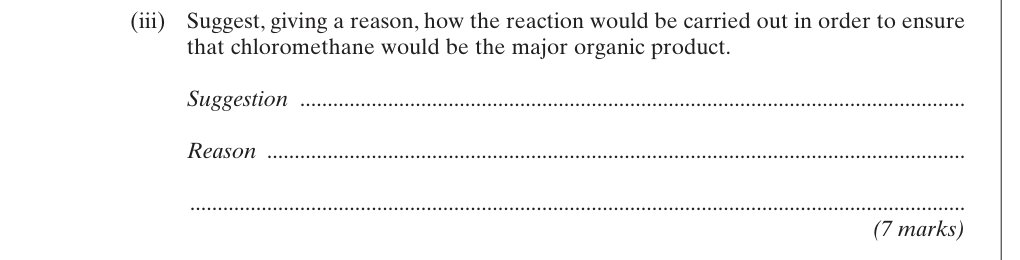 (iii) Suggest, giving a reason, how the reaction would be carried out in order to ensure
that chloromethane would be the major organic product.
Suggestion ........................................................................................................................
Reason ..............................................................................................................................
............................................................................................................................................
(7 marks)